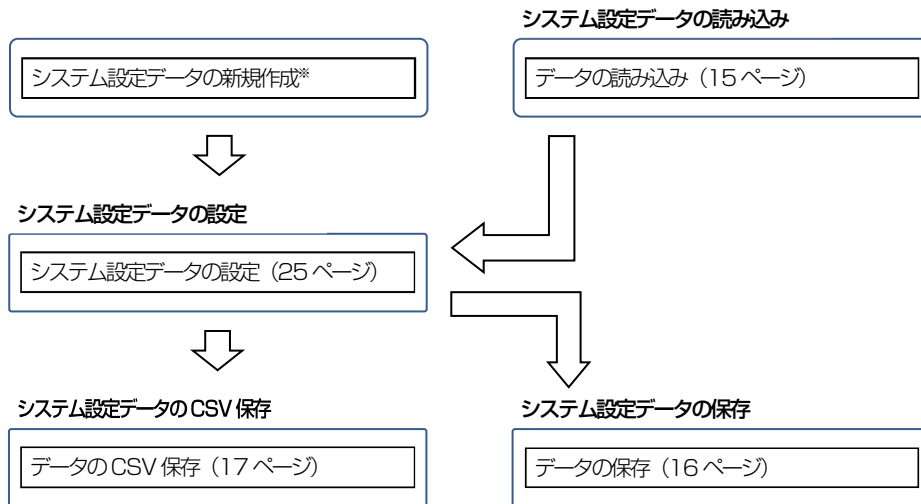 システム設定データの読み込み
システム設定データの新規作成※
データの読み込み（15 ページ）
システム設定データの設定
システム設定データの設定（25 ページ）
システム設定データの CSV 保存
システム設定データの保存
データの CSV 保存（17 ページ）
データの保存（16 ページ）